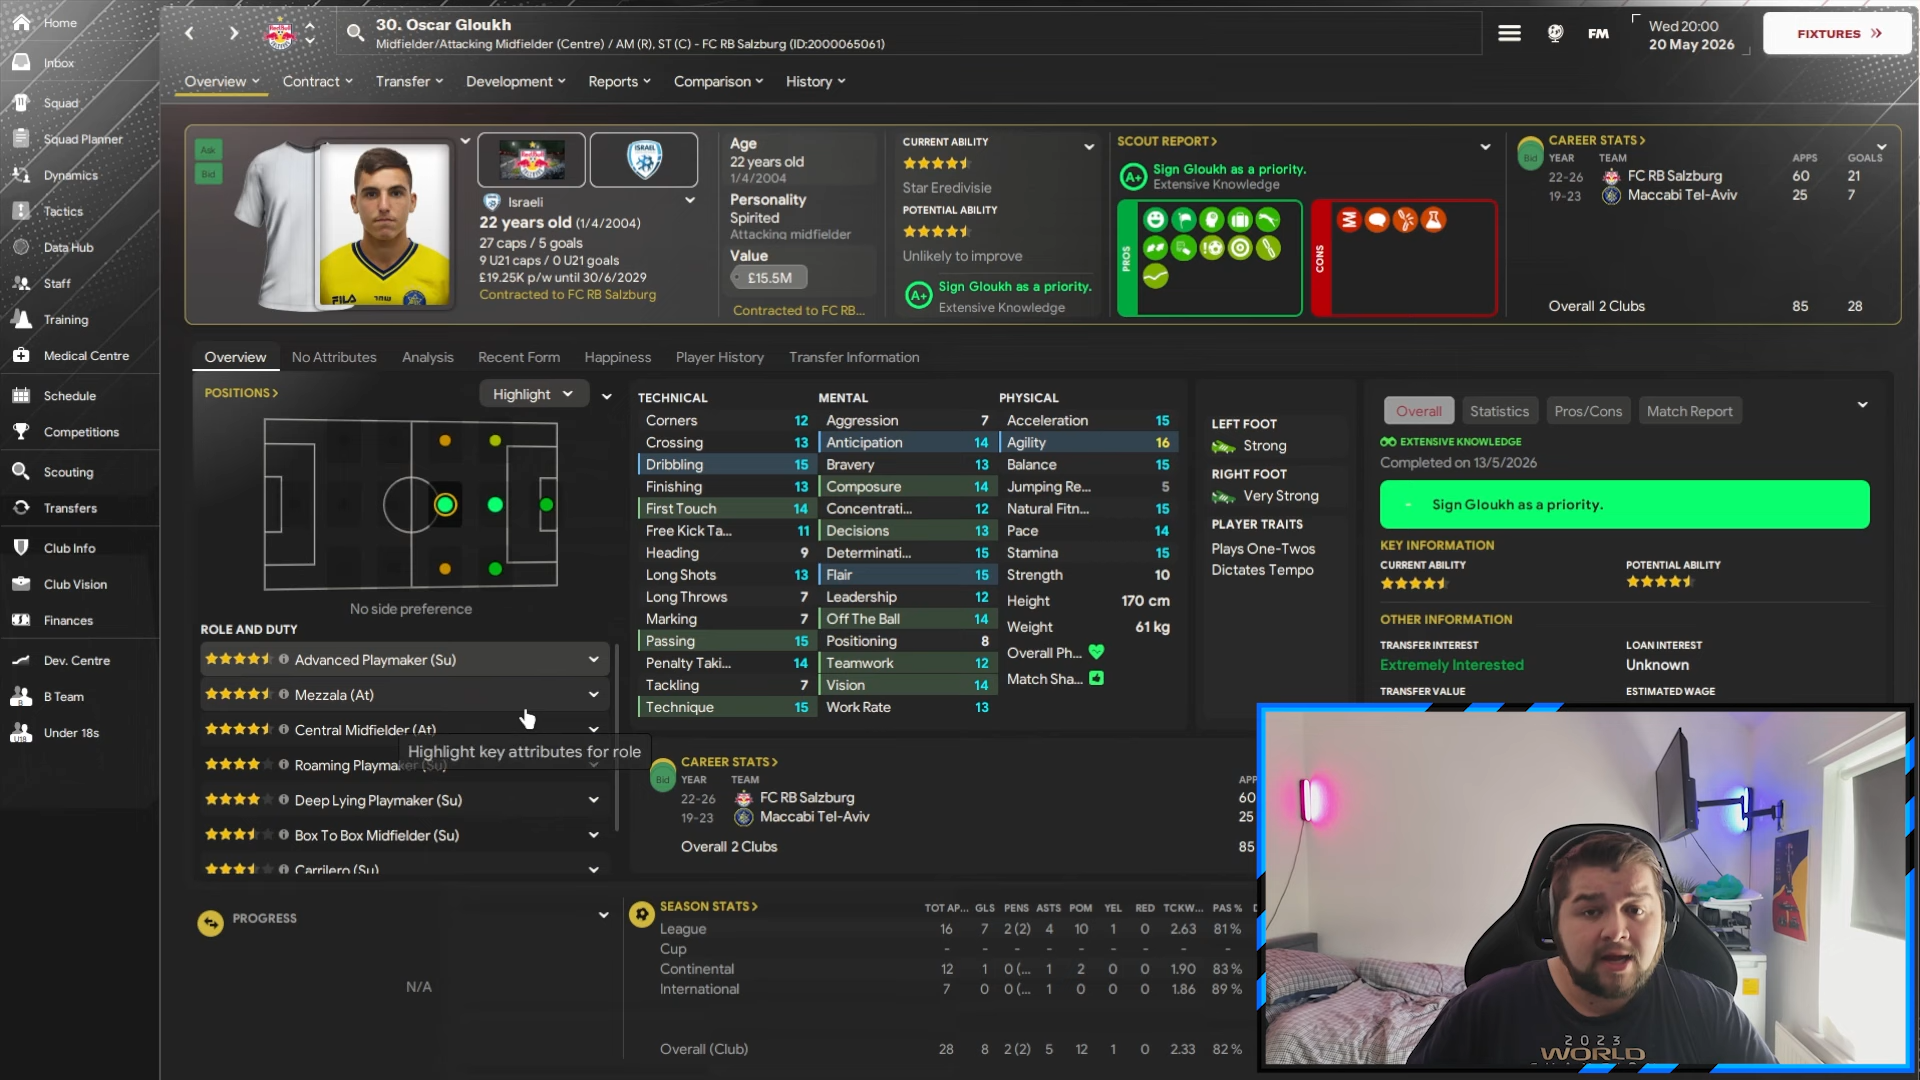 Home
Inbox
Squad
Squad Planner
Dynamics
Tactics
Data Hub
Staff
Training
Medical Centre
Schedule
Competitions
Scouting
Transfers
Club Info
Club Vision
Finances
Dev. Centre
B Team
Under 18s
30. Oscar Gloukh
Midfielder/Attacking Midfielder (Centre) / AM (R), ST (C) - FC RB Salzburg (ID:2000065061)
FM
Wed 20:00
20 May 2026
FIXTURES
Overview Contract Transfer Development Reports Comparison History
Ask
Bid
FILA
ISRAEL
Israeli
22 years old (1/4/2004)
27 caps / 5 goals
9 U21 caps / 0 U21 goals
£19.25K p/w until 30/6/2029
Contracted to FC RB Salzburg
Age
22 years old
1/4/2004
Personality
Spirited
Attacking midfielder
Value
£15.5M
Contracted to FC RB...
CURRENT ABILITY
Star Eredivisie
POTENTIAL ABILITY
Unlikely to improve
A+ Sign Gloukh as a priority.
Extensive Knowledge
SCOUT REPORT>
A+ Sign Gloukh as a priority.
Extensive Knowledge
PROS
CONS
Bid
CAREER STATS>
YEAR TEAM APPS GOALS
22-26 FC RB Salzburg 60 21
19-23 Maccabi Tel-Aviv 25 7
Overall 2 Clubs 85 28
Overview No Attributes Analysis Recent Form Happiness Player History Transfer Information
POSITIONS>
Highlight
No side preference
ROLE AND DUTY
Advanced Playmaker (Su)
Mezzala (At)
Central Midfielder (At)
Highlight key attributes for role
Roaming Playmaker (Su)
Deep Lying Playmaker (Su)
Box To Box Midfielder (Su)
Carrilero (Su)
TECHNICAL
Corners 12
Crossing 13
Dribbling 15
Finishing 13
First Touch 14
Free Kick Ta... 11
Heading 9
Long Shots 13
Long Throws 7
Marking 7
Passing 15
Penalty Taki... 14
Tackling 7
Technique 15
MENTAL
Aggression 7
Anticipation 14
Bravery 13
Composure 14
Concentrati... 12
Decisions 13
Determinati... 15
Flair 15
Leadership 12
Off The Ball 14
Positioning 8
Teamwork 12
Vision 14
Work Rate 13
PHYSICAL
Acceleration 15
Agility 16
Balance 15
Jumping Re... 5
Natural Fitn... 15
Pace 14
Stamina 15
Strength 10
Height 170 cm
Weight 61 kg
Overall Ph...
Match Sha...
LEFT FOOT
Strong
RIGHT FOOT
Very Strong
PLAYER TRAITS
Plays One-Twos
Dictates Tempo
Overall Statistics Pros/Cons Match Report
EXTENSIVE KNOWLEDGE
Completed on 13/5/2026
- Sign Gloukh as a priority.
KEY INFORMATION
CURRENT ABILITY POTENTIAL ABILITY
OTHER INFORMATION
TRANSFER INTEREST LOAN INTEREST
Extremely Interested Unknown
TRANSFER VALUE ESTIMATED WAGE
Bid
CAREER STATS>
YEAR TEAM
22-26 FC RB Salzburg 60
19-23 Maccabi Tel-Aviv 25
Overall 2 Clubs 85
PROGRESS
N/A
SEASON STATS>
TOT AP... GLS PENS ASTS POM YEL RED TCKW... PAS %
League 16 7 2 (2) 4 10 1 0 2.63 81 %
Cup - - - - - - - - -
Continental 12 1 0 (... 1 2 0 0 1.90 83 %
International 7 0 0 (... 1 0 0 0 1.86 89 %
Overall (Club) 28 8 2 (2) 5 12 1 0 2.33 82 %
2023
WORLD